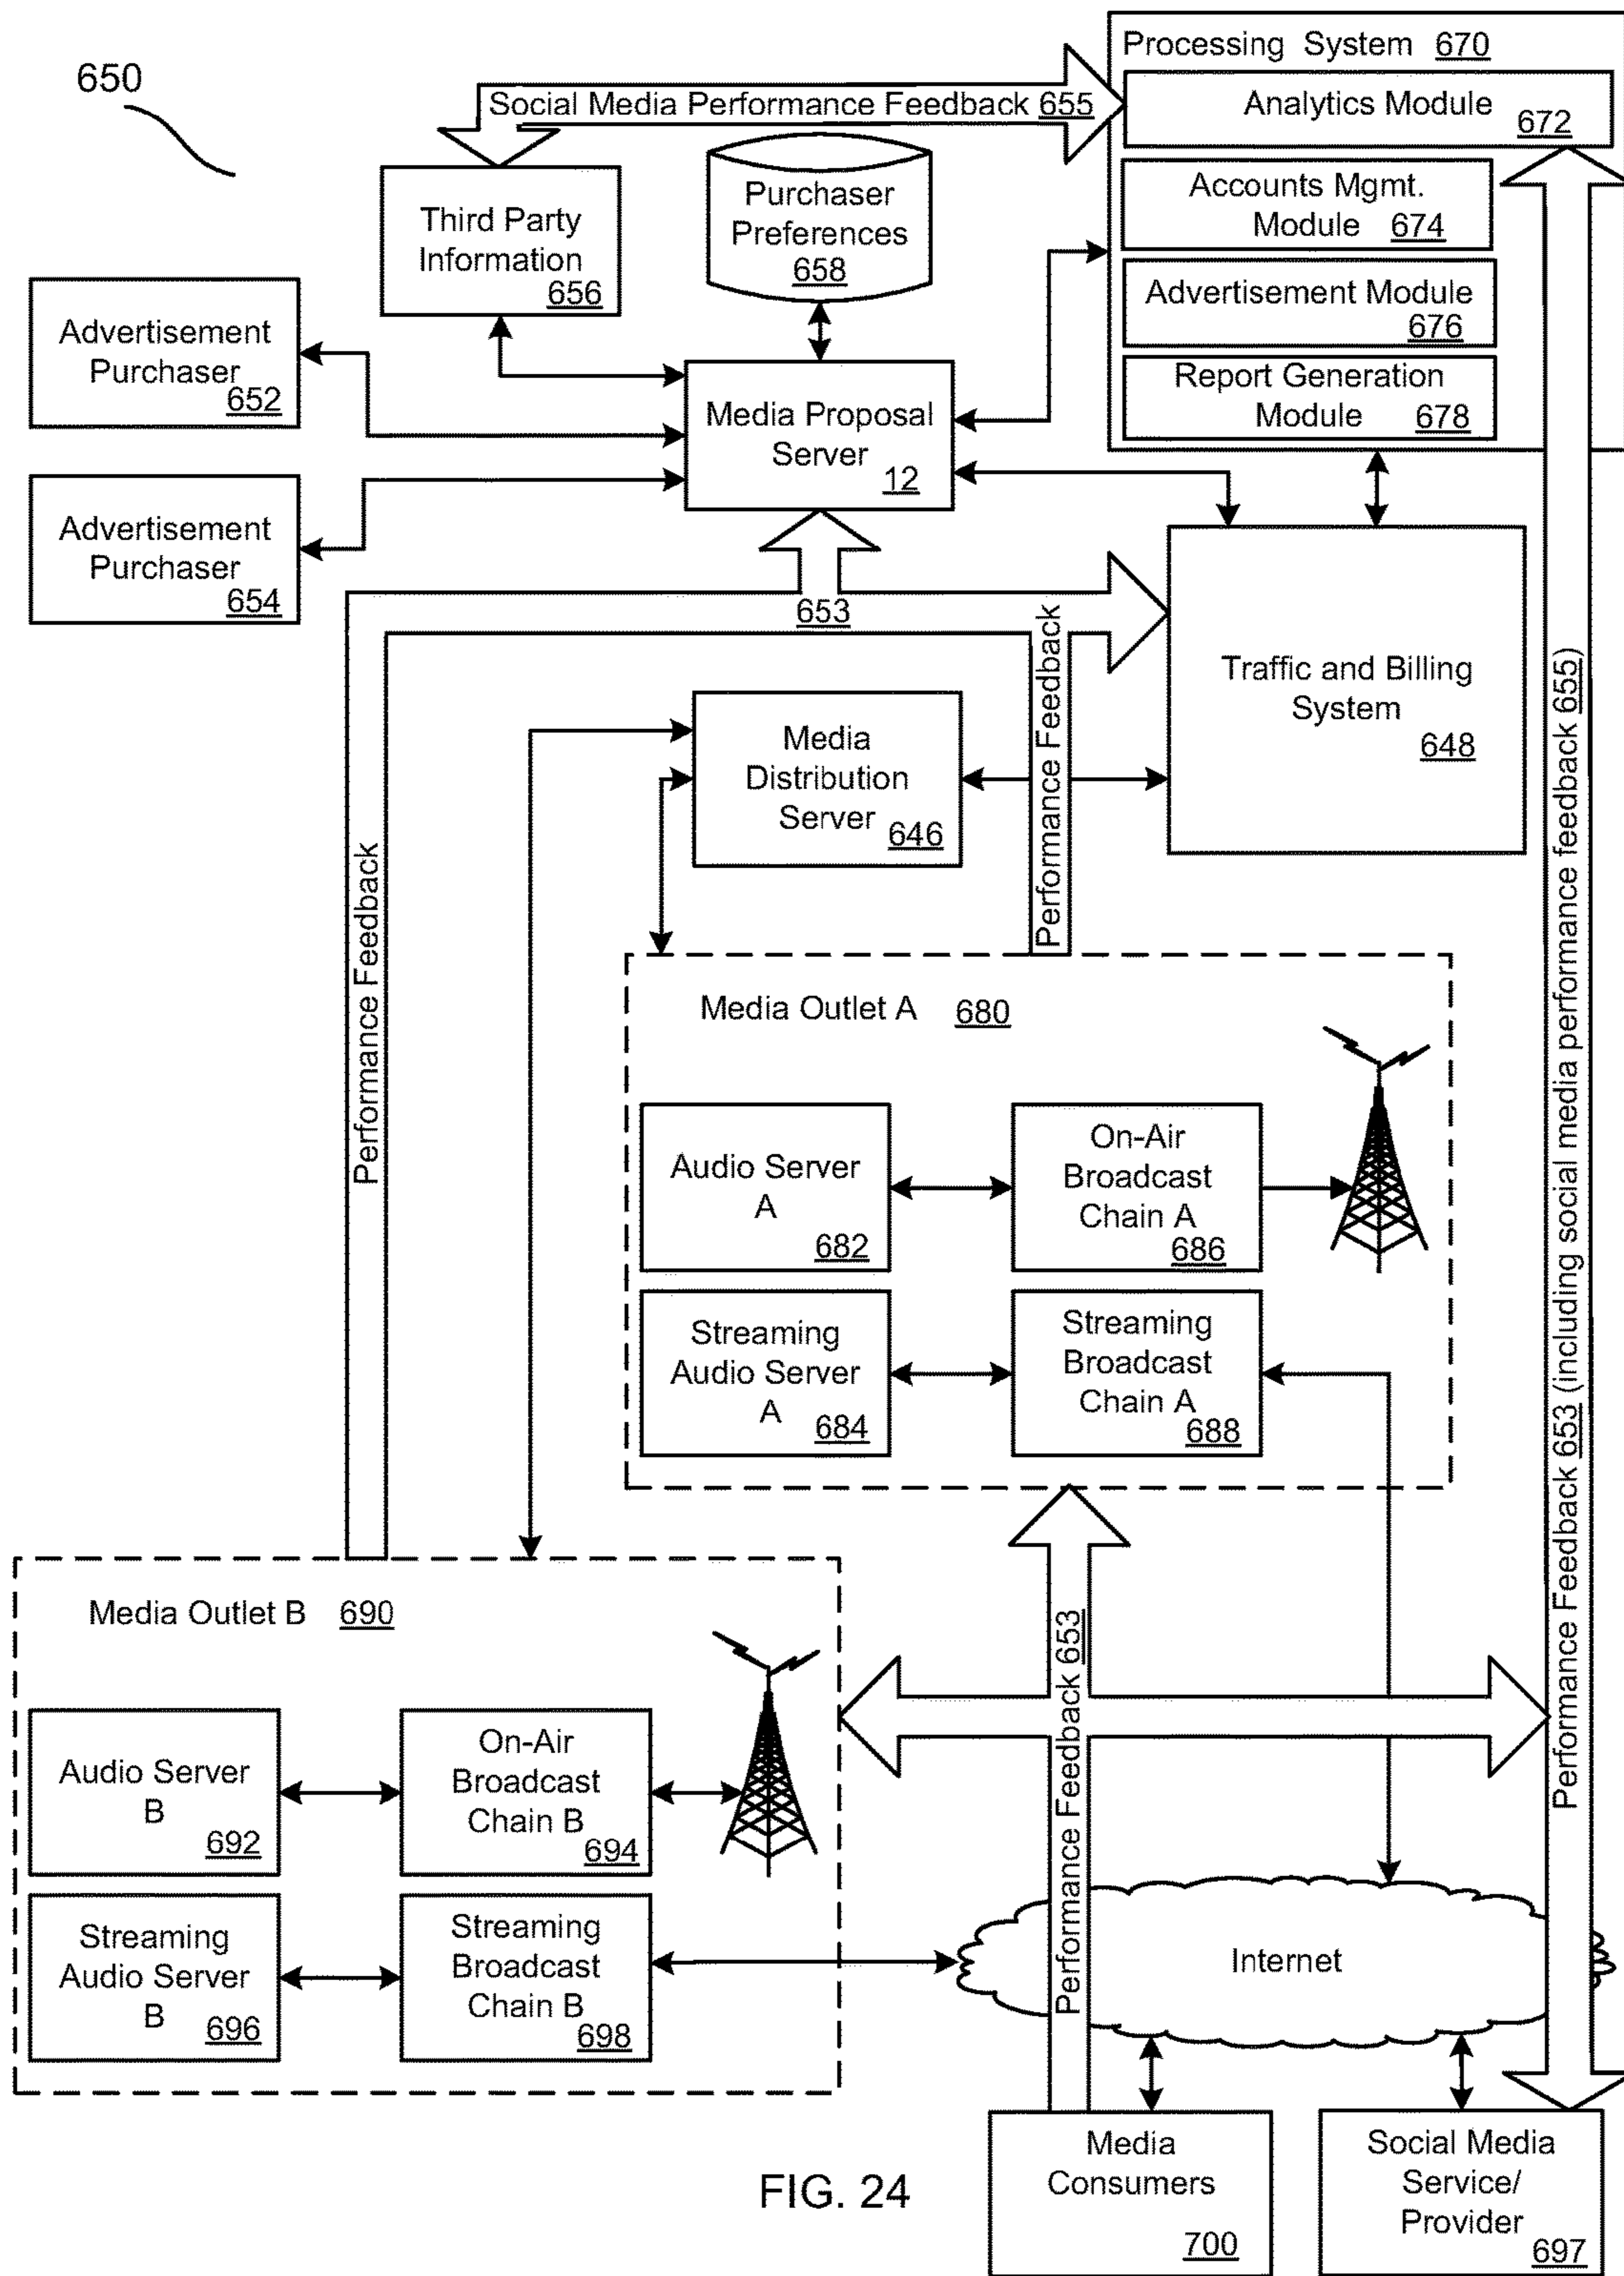 650
Processing System 670
Social Media Performance Feedback 655
Analytics Module
672
Accounts Mgmt.
Module 674
Advertisement Module
676
Report Generation
Module 678
Third Party
Information
656
Purchaser
Preferences
658
Advertisement
Purchaser
652
Media Proposal
Server
12
Advertisement
Purchaser
654
653
Performance Feedback
Traffic and Billing
System
648
Media
Distribution
Server 646
Performance Feedback
Performance Feedback 653 (including social media performance feedback 655)
Media Outlet A 680
Audio Server
A
682
On-Air
Broadcast
Chain A
686
Streaming
Audio Server
A 684
Streaming
Broadcast
Chain A
688
Media Outlet B 690
Audio Server
B
692
On-Air
Broadcast
Chain B
694
Streaming
Audio Server
B 696
Streaming
Broadcast
Chain B
698
Performance Feedback 653
Internet
Media
Consumers
700
Social Media
Service/
Provider
697
FIG. 24